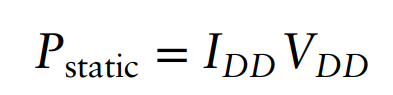 P_static = I_DD V_DD